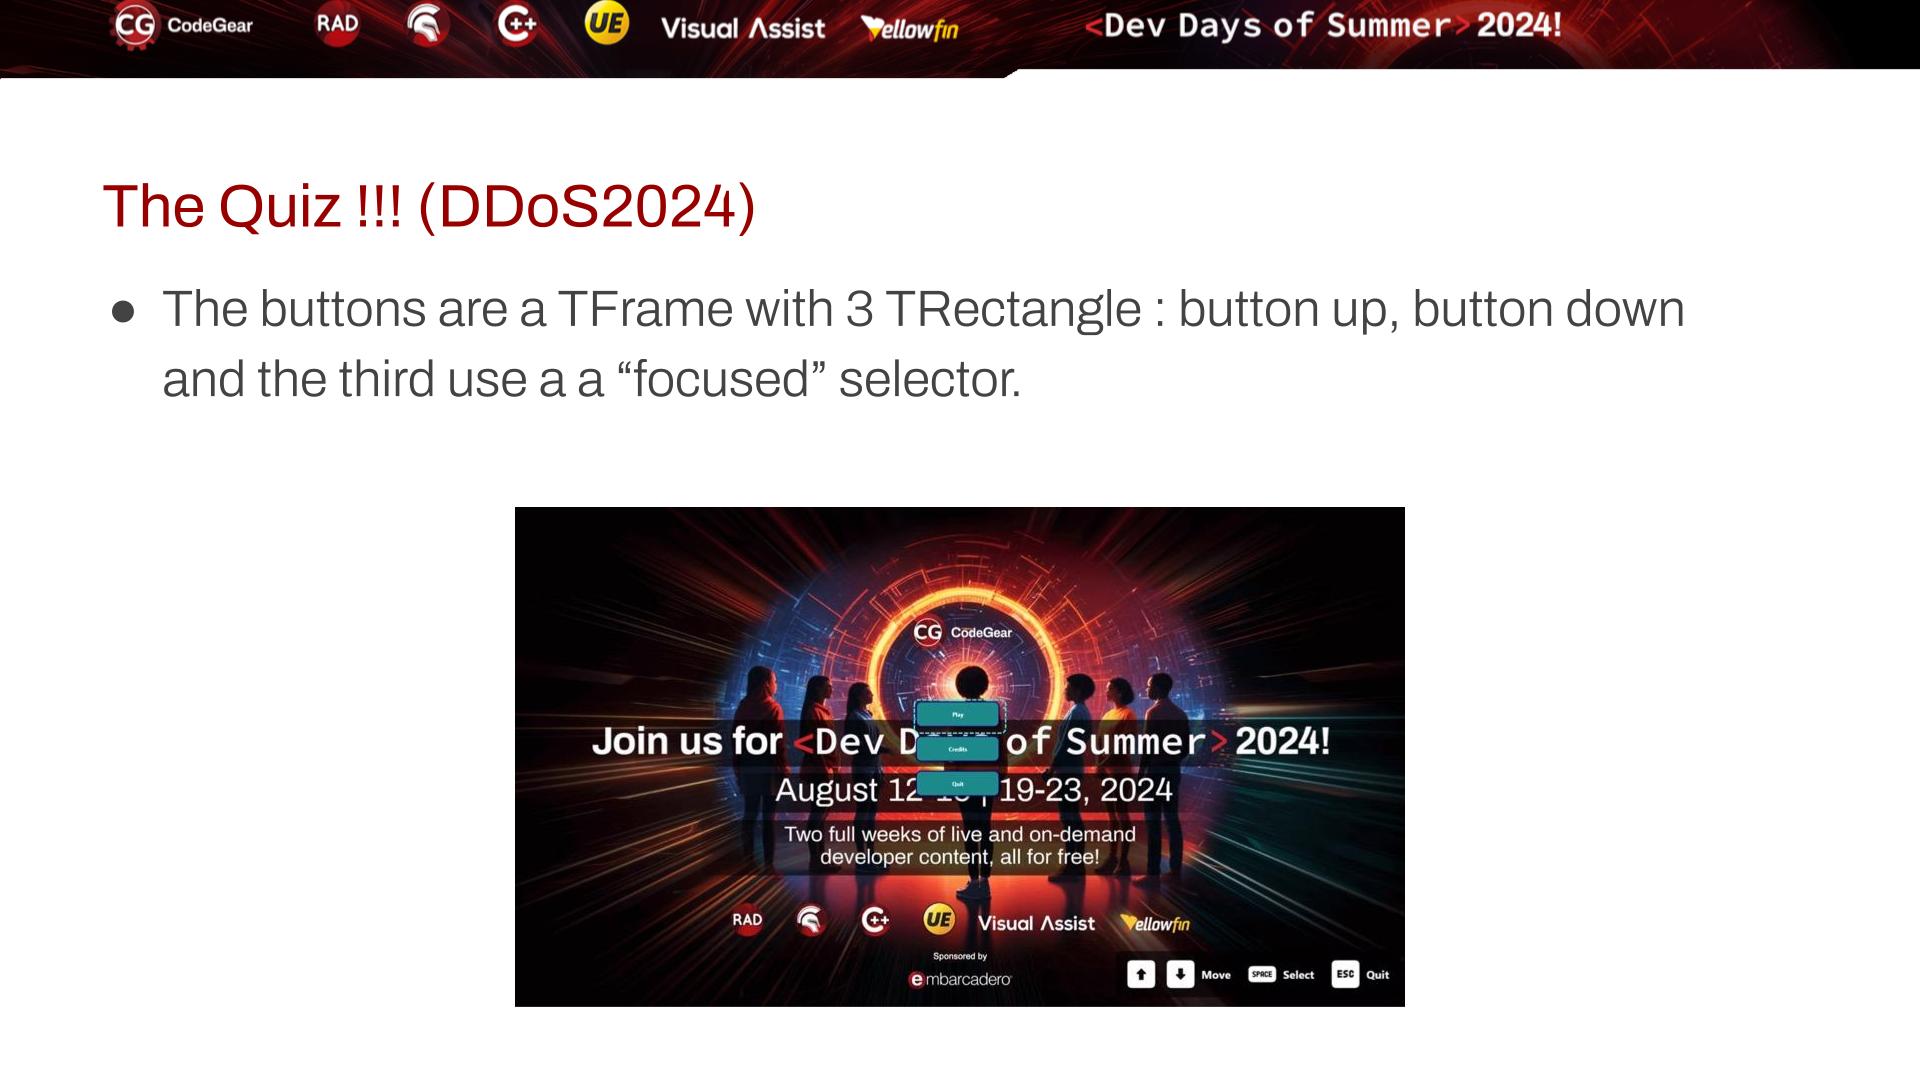 CG CodeGear RAD C++ UE Visual Assist Yellowfin <Dev Days of Summer> 2024!
The Quiz !!! (DDoS2024)
● The buttons are a TFrame with 3 TRectangle : button up, button down
and the third use a a “focused” selector.
CG CodeGear
Play
Join us for <Dev D of Summer> 2024!
Credits
Quit
August 12 | 19-23, 2024
Two full weeks of live and on-demand
developer content, all for free!
RAD C++ UE Visual Assist Yellowfin
Sponsored by
embarcadero
Move SPACE Select ESC Quit